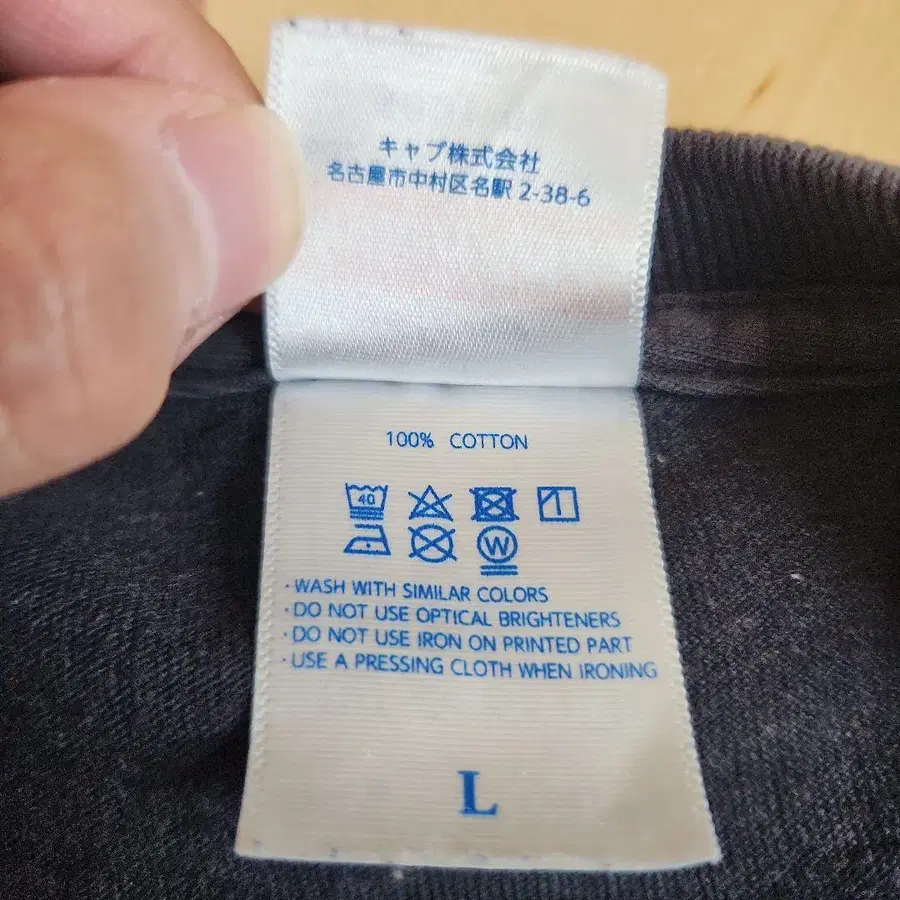 キャブ株式会社
名古屋市中村区名駅 2-38-6
100% COTTON
40
W
・WASH WITH SIMILAR COLORS
・DO NOT USE OPTICAL BRIGHTENERS
・DO NOT USE IRON ON PRINTED PART
・USE A PRESSING CLOTH WHEN IRONING
L